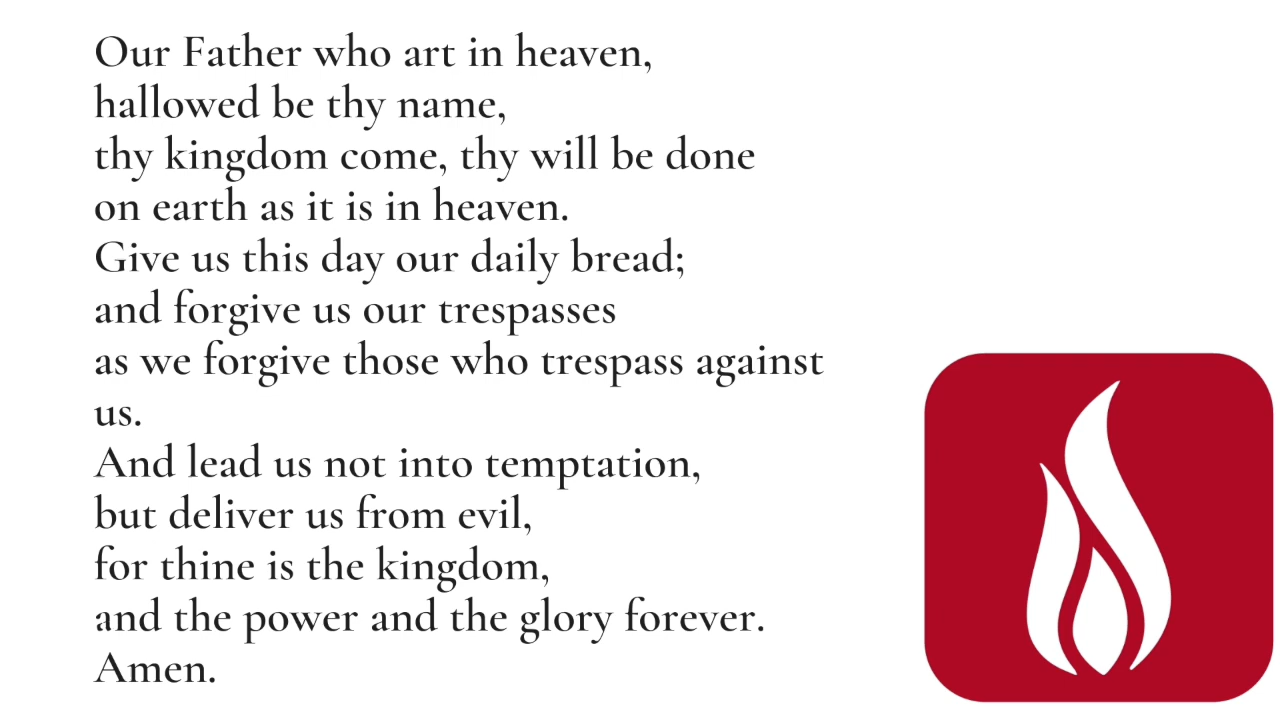 Our Father who art in heaven,
hallowed be thy name,
thy kingdom come, thy will be done
on earth as it is in heaven.
Give us this day our daily bread;
and forgive us our trespasses
as we forgive those who trespass against
us.
And lead us not into temptation,
but deliver us from evil,
for thine is the kingdom,
and the power and the glory forever.
Amen.